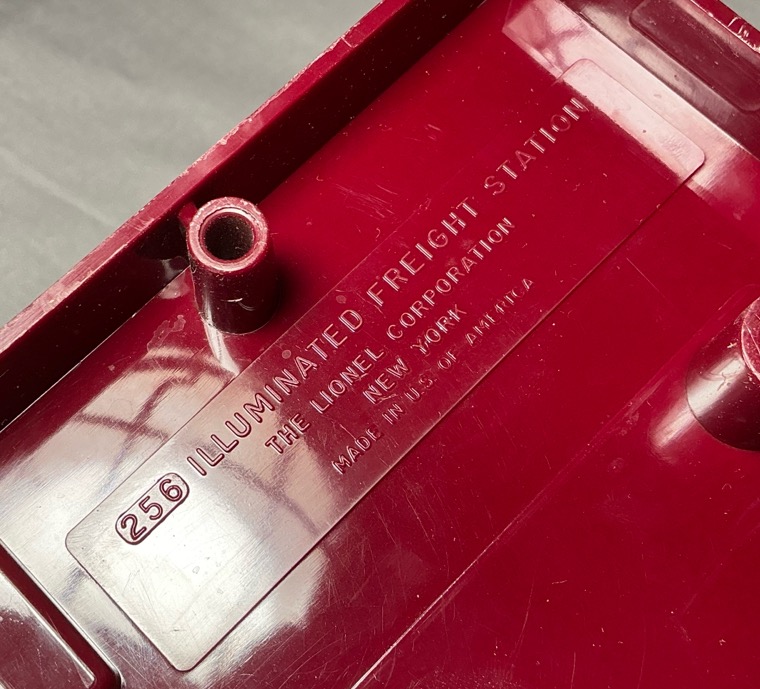 256 ILLUMINATED FREIGHT STATION
THE LIONEL CORPORATION
NEW YORK
MADE IN U.S. OF AMERICA